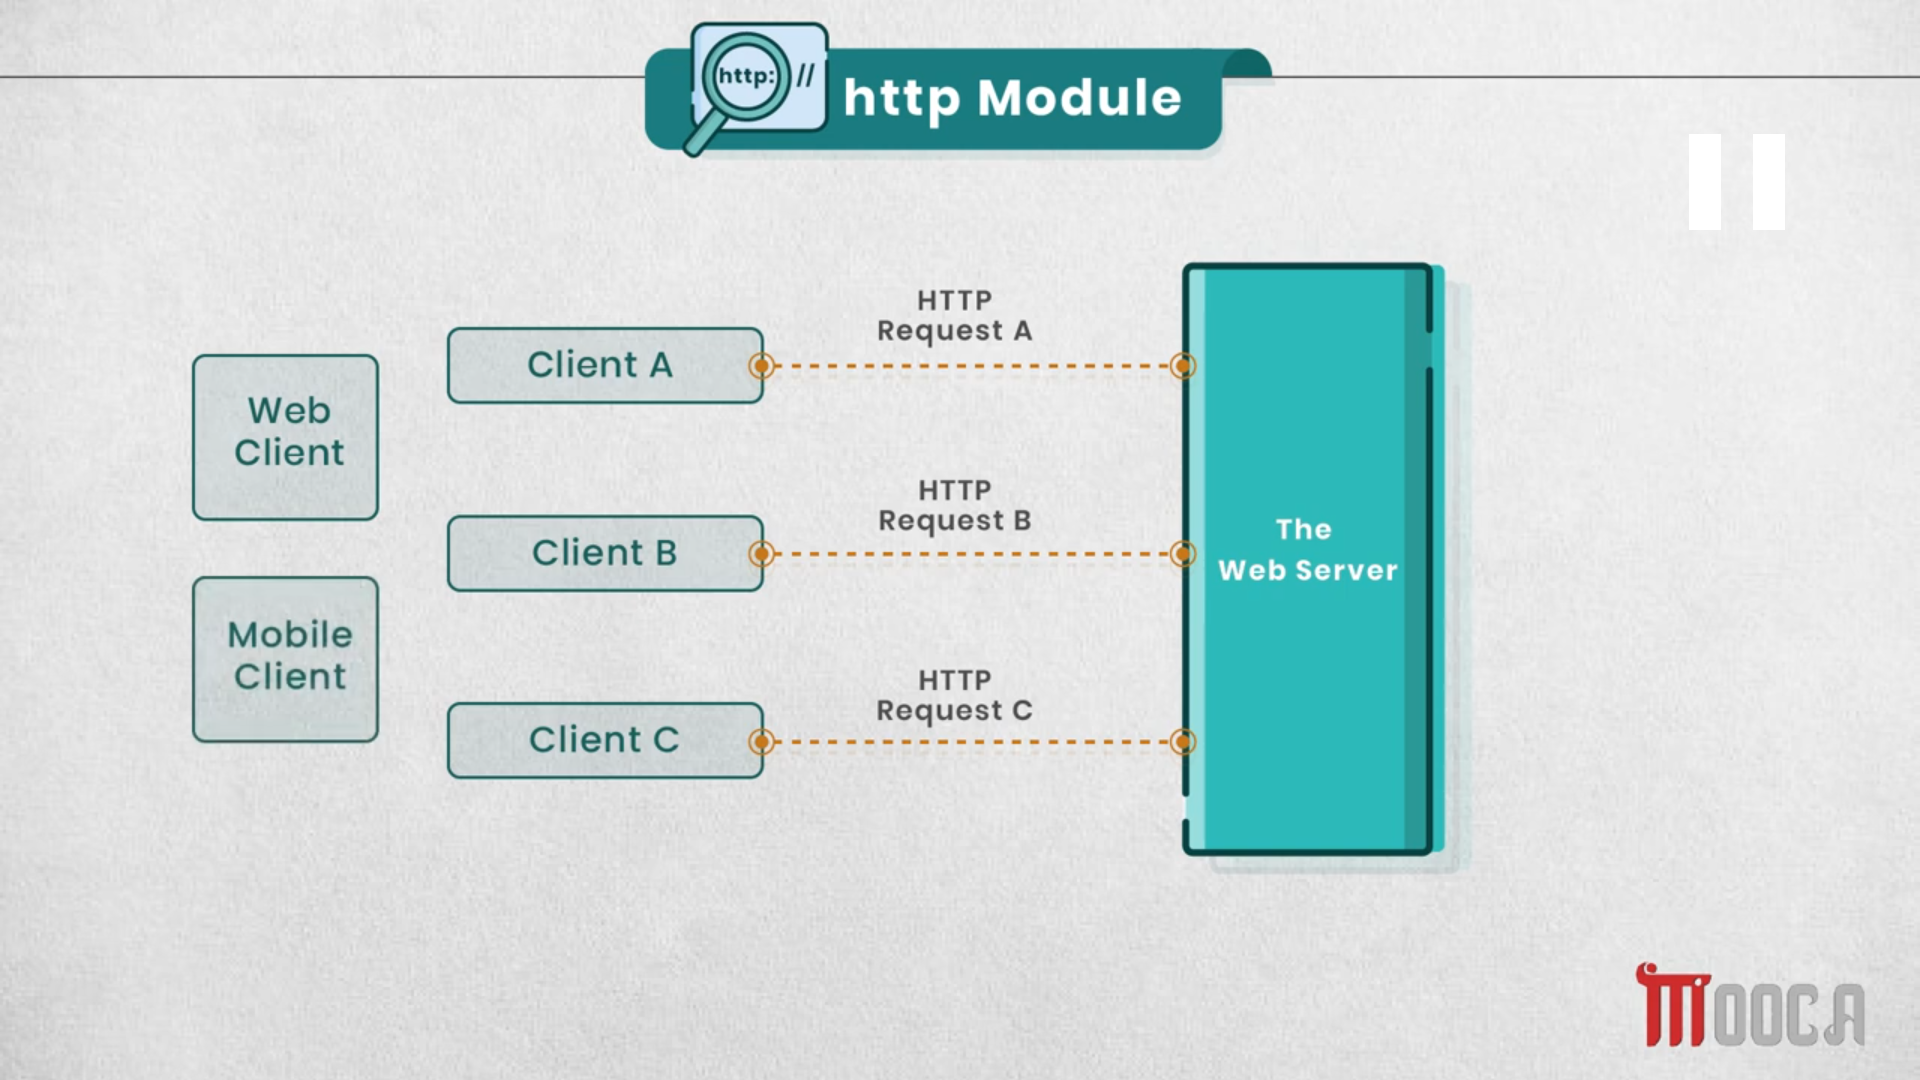 http: //
http Module
HTTP
Request A
Client A
Web
Client
HTTP
Request B
Client B
The
Web Server
Mobile
Client
HTTP
Request C
Client C
MOOCA